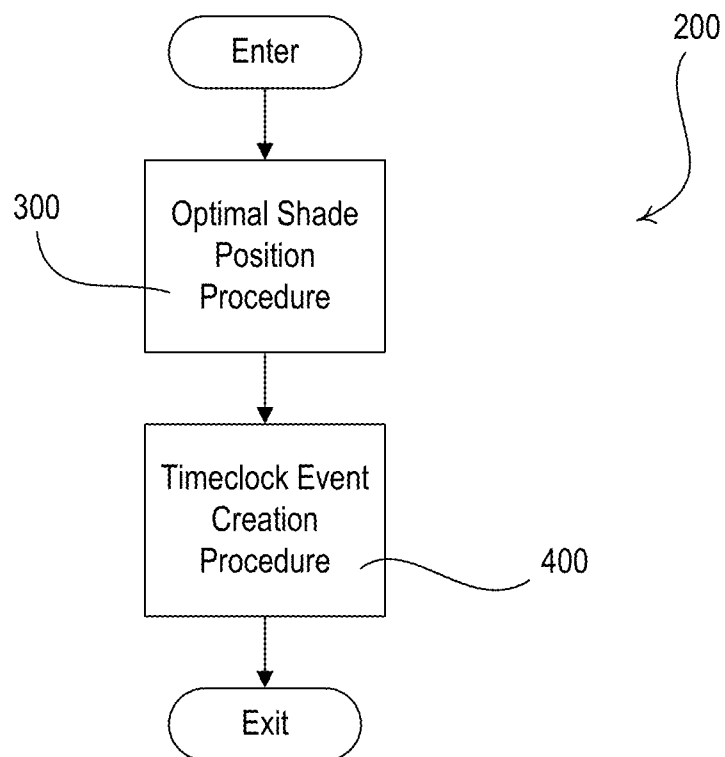 Enter
200
300
Optimal Shade
Position
Procedure
Timeclock Event
Creation
Procedure
400
Exit